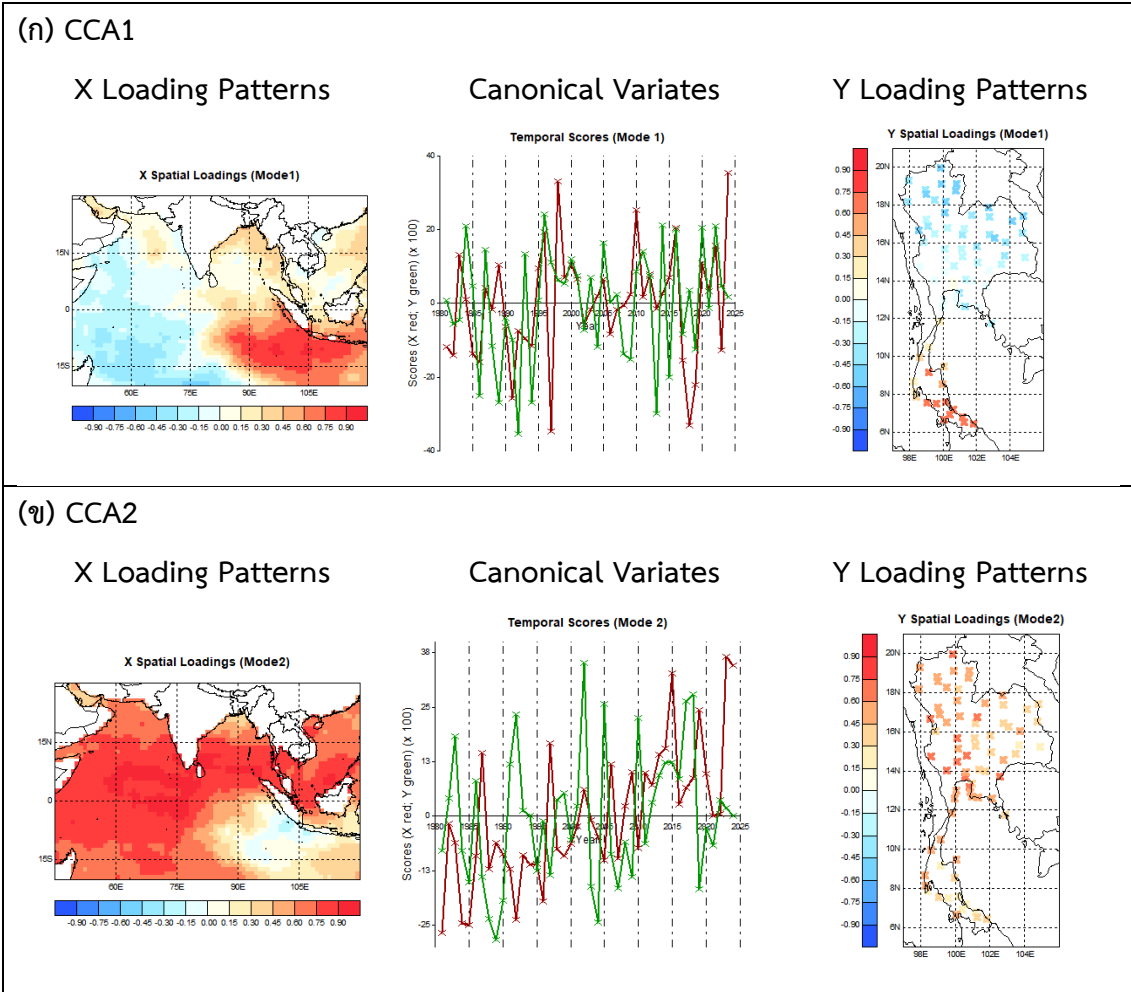 (ก) CCA1
X Loading Patterns
Canonical Variates
Y Loading Patterns
X Spatial Loadings (Mode1)
15N
0
15S
60E 75E 90E 105E
-0.90 -0.75 -0.60 -0.45 -0.30 -0.15 0.00 0.15 0.30 0.45 0.60 0.75 0.90
Temporal Scores (Mode 1)
Scores (X red; Y green) (x 100)
40
20
0
-20
-40
1980 1985 1990 1995 2000 2005 2010 2015 2020 2025
Year
Y Spatial Loadings (Mode1)
0.90
0.75
0.60
0.45
0.30
0.15
0.00
-0.15
-0.30
-0.45
-0.60
-0.75
-0.90
20N
18N
16N
14N
12N
10N
8N
6N
98E 100E 102E 104E
(ข) CCA2
X Loading Patterns
Canonical Variates
Y Loading Patterns
X Spatial Loadings (Mode2)
15N
0
15S
60E 75E 90E 105E
-0.90 -0.75 -0.60 -0.45 -0.30 -0.15 0.00 0.15 0.30 0.45 0.60 0.75 0.90
Temporal Scores (Mode 2)
Scores (X red; Y green) (x 100)
38
25
13
0
-13
-25
1980 1985 1990 1995 2000 2005 2010 2015 2020 2025
Year
Y Spatial Loadings (Mode2)
0.90
0.75
0.60
0.45
0.30
0.15
0.00
-0.15
-0.30
-0.45
-0.60
-0.75
-0.90
20N
18N
16N
14N
12N
10N
8N
6N
98E 100E 102E 104E